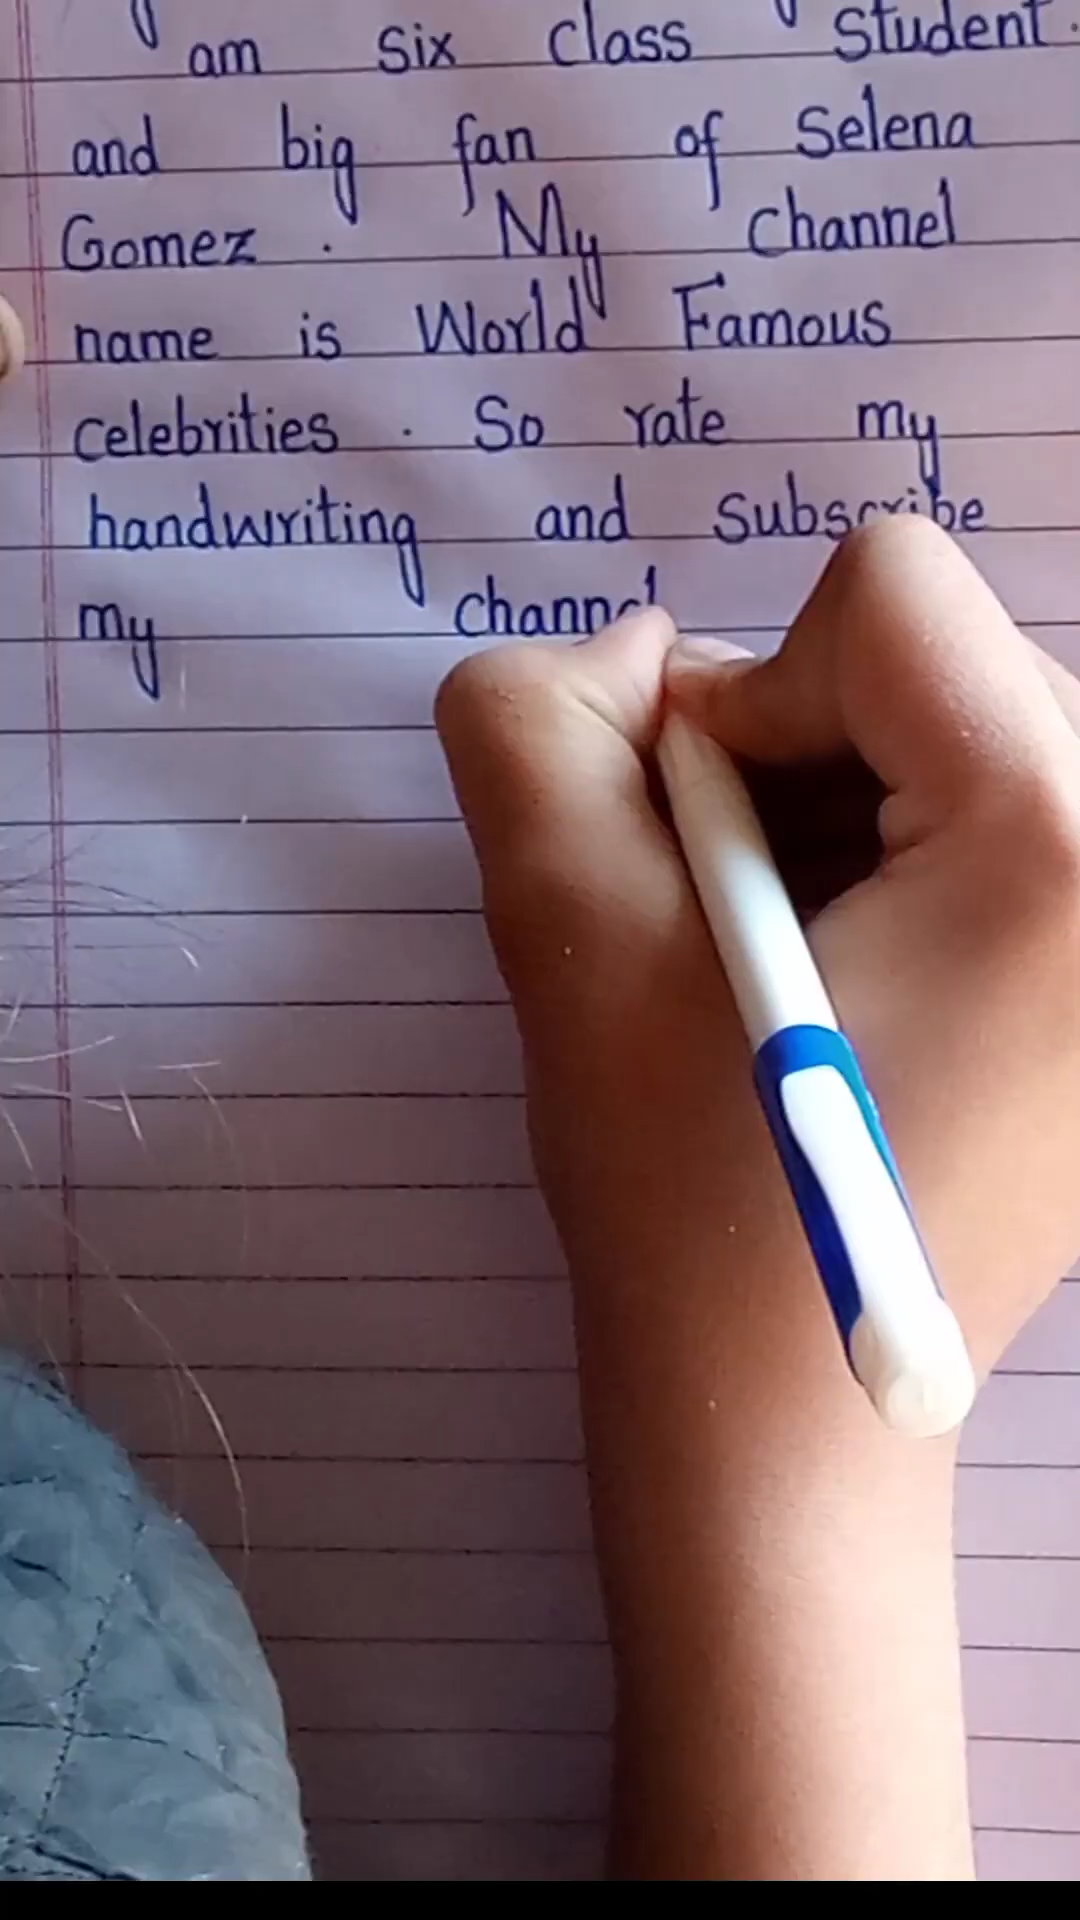 am six class student.
and big fan of Selena
Gomez. My channel
name is World Famous
celebrities. So rate my
handwriting and subscribe
my